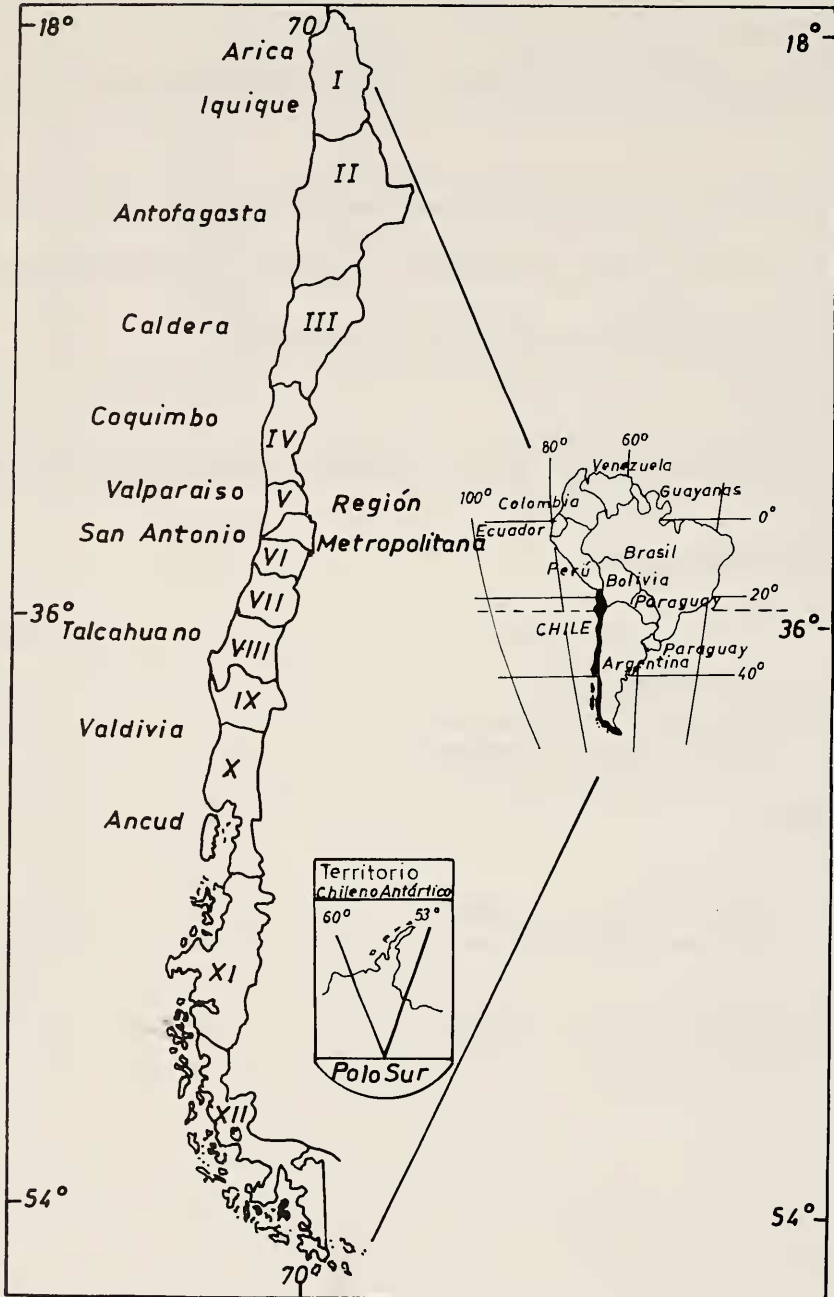 18°
70
18°
Arica
I
Iquique
II
Antofagasta
III
Caldera
Coquimbo
IV
Valparaiso
V
Región
San Antonio
Metropolitana
VI
VII
36°
Talcahuano
VIII
36°
IX
Valdivia
X
Ancud
XI
XII
54°
54°
70°
80°
60°
Venezuela
100°
Colombia
Guayanas
Ecuador
0°
Brasil
Perú
Bolivia
20°
Paraguay
CHILE
Paraguay
Argentina
40°
Territorio
Chileno Antártico
60°
53°
Polo Sur